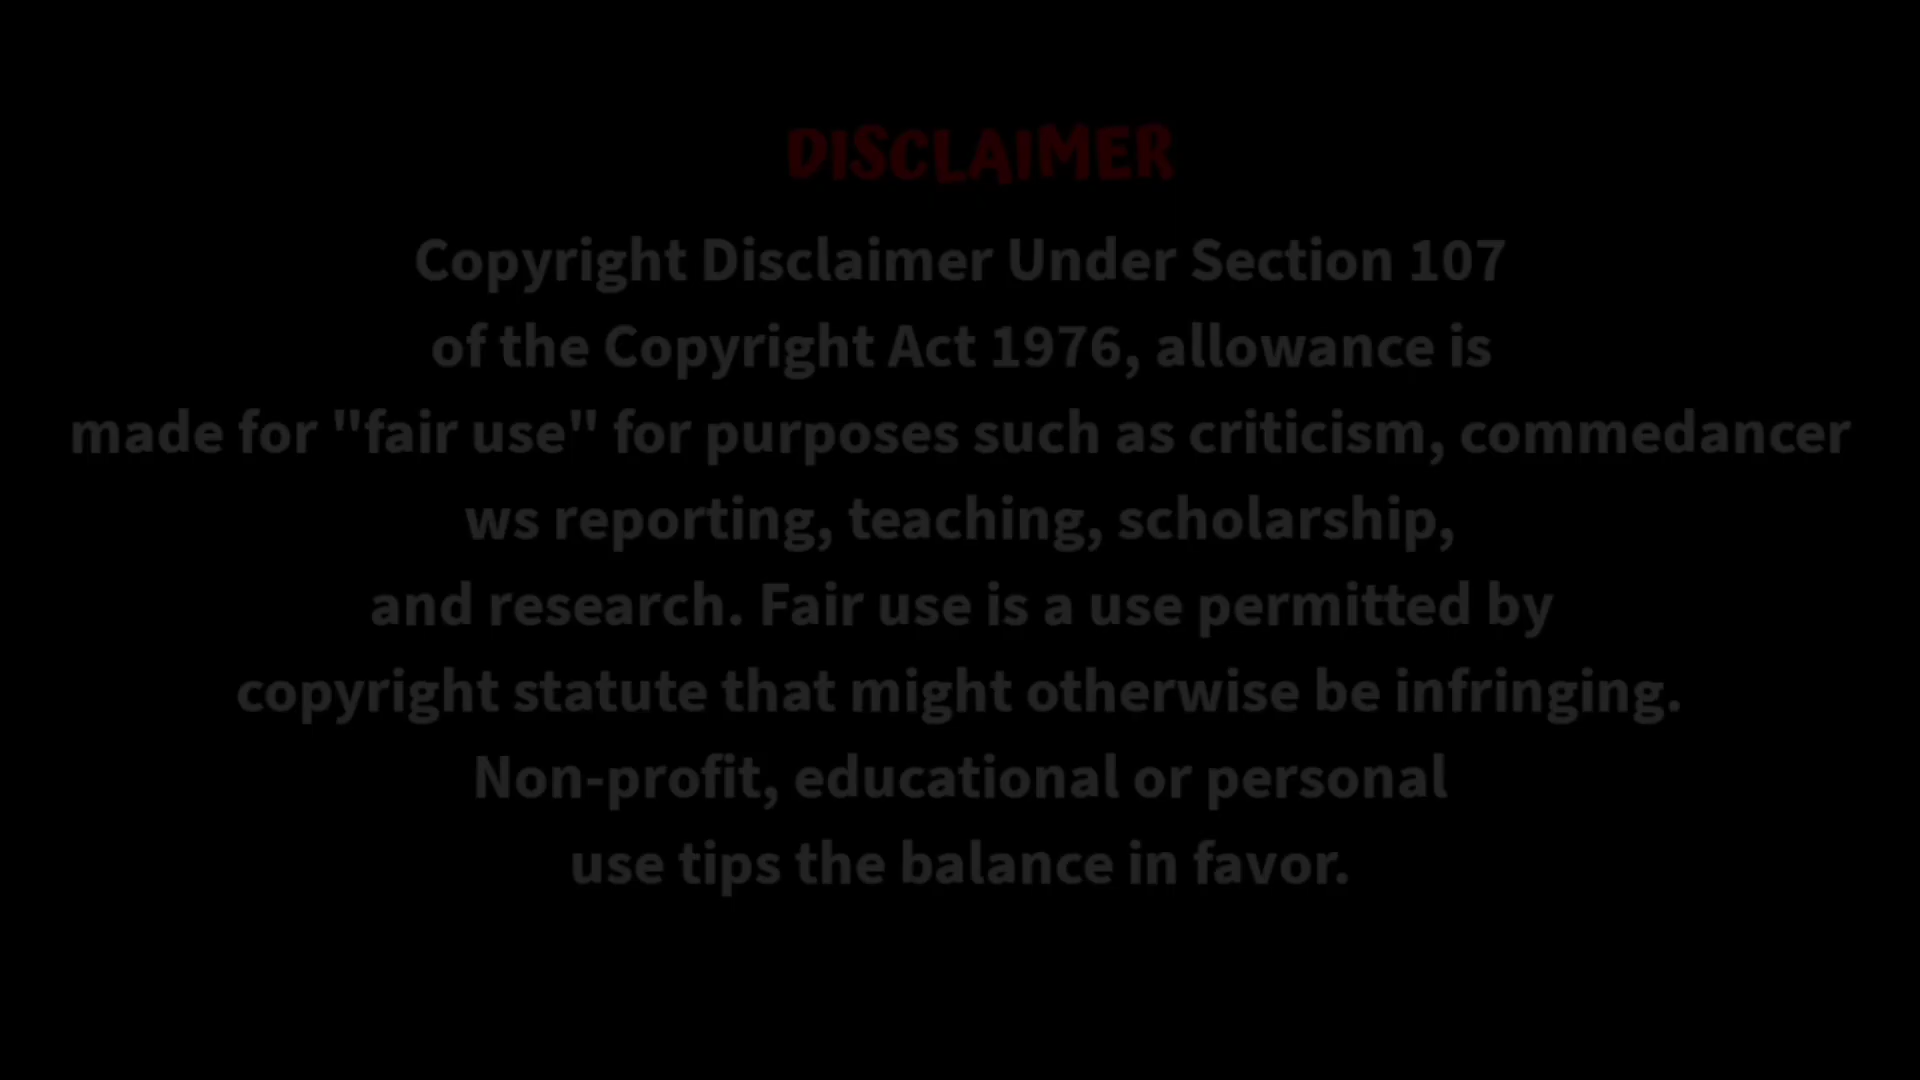 DISCLAIMER
Copyright Disclaimer Under Section 107
of the Copyright Act 1976, allowance is
made for "fair use" for purposes such as criticism, commedancer
ws reporting, teaching, scholarship,
and research. Fair use is a use permitted by
copyright statute that might otherwise be infringing.
Non-profit, educational or personal
use tips the balance in favor.